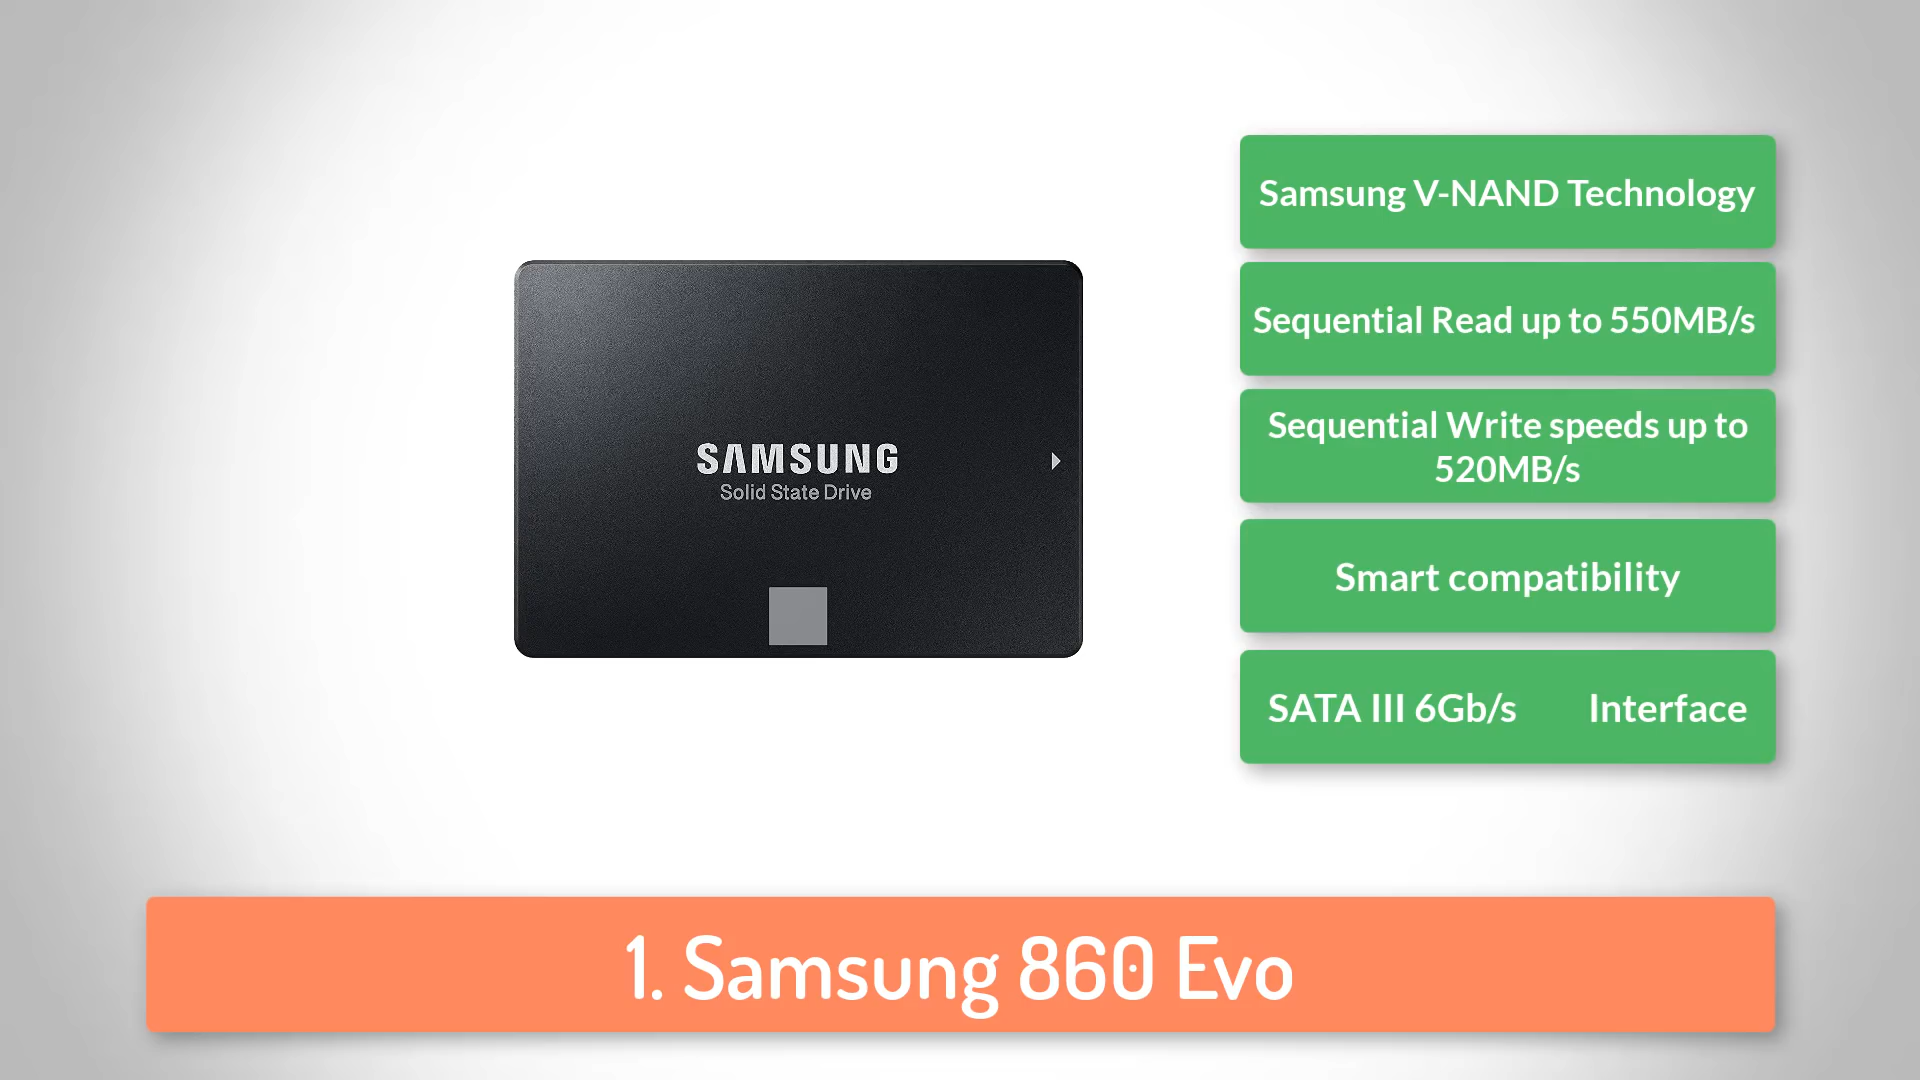 Samsung V-NAND Technology
Sequential Read up to 550MB/s
Sequential Write speeds up to
520MB/s
SAMSUNG
Solid State Drive
Smart compatibility
SATA III 6Gb/s Interface
1. Samsung 860 Evo